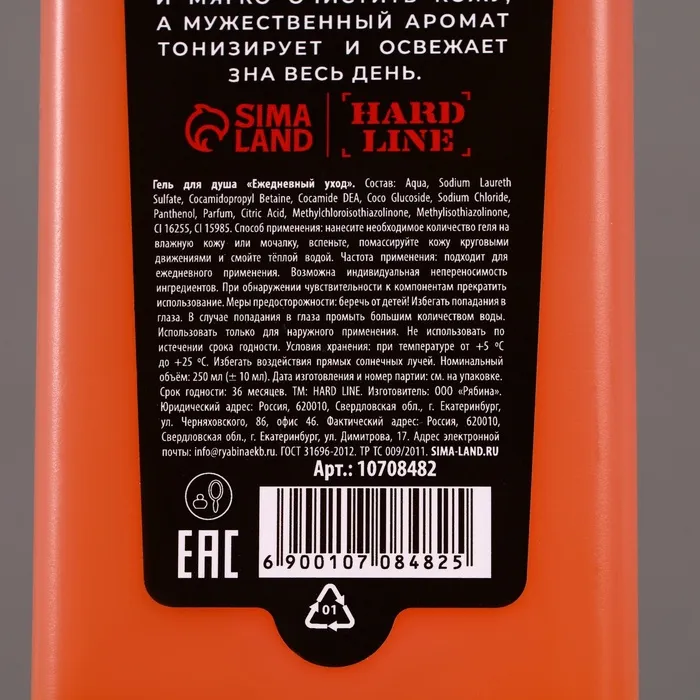 И МЯГКО ОЧИСТИТЬ КОЖУ,
А МУЖЕСТВЕННЫЙ АРОМАТ
ТОНИЗИРУЕТ И ОСВЕЖАЕТ
ЗНА ВЕСЬ ДЕНЬ.
SIMA LAND
HARD LINE
Гель для душа «Ежедневный уход». Состав: Aqua, Sodium Laureth
Sulfate, Cocamidopropyl Betaine, Cocamide DEA, Coco Glucoside, Sodium Chloride,
Panthenol, Parfum, Citric Acid, Methylchloroisothiazolinone, Methylisothiazolinone,
CI 16255, CI 15985. Способ применения: нанесите необходимое количество геля на
влажную кожу или мочалку, вспеньте, помассируйте кожу круговыми
движениями и смойте тёплой водой. Частота применения: подходит для
ежедневного применения. Возможна индивидуальная непереносимость
ингредиентов. При обнаружении чувствительности к компонентам прекратить
использование. Меры предосторожности: беречь от детей! Избегать попадания в
глаза. В случае попадания в глаза промыть большим количеством воды.
Использовать только для наружного применения. Не использовать по
истечении срока годности. Условия хранения: при температуре от +5 ºС
до +25 ºС. Избегать воздействия прямых солнечных лучей. Номинальный
объём: 250 мл (± 10 мл). Дата изготовления и номер партии: см. на упаковке.
Срок годности: 36 месяцев. ТМ: HARD LINE. Изготовитель: ООО «Рябина».
Юридический адрес: Россия, 620010, Свердловская обл., г. Екатеринбург,
ул. Черняховского, 86, офис 46. Фактический адрес: Россия, 620010,
Свердловская обл., г. Екатеринбург, ул. Димитрова, 17. Адрес электронной
почты: info@ryabinaekb.ru. ГОСТ 31696-2012. ТР ТС 009/2011. SIMA-LAND.RU
Арт.: 10708482
EAC
6 900107 084825
01